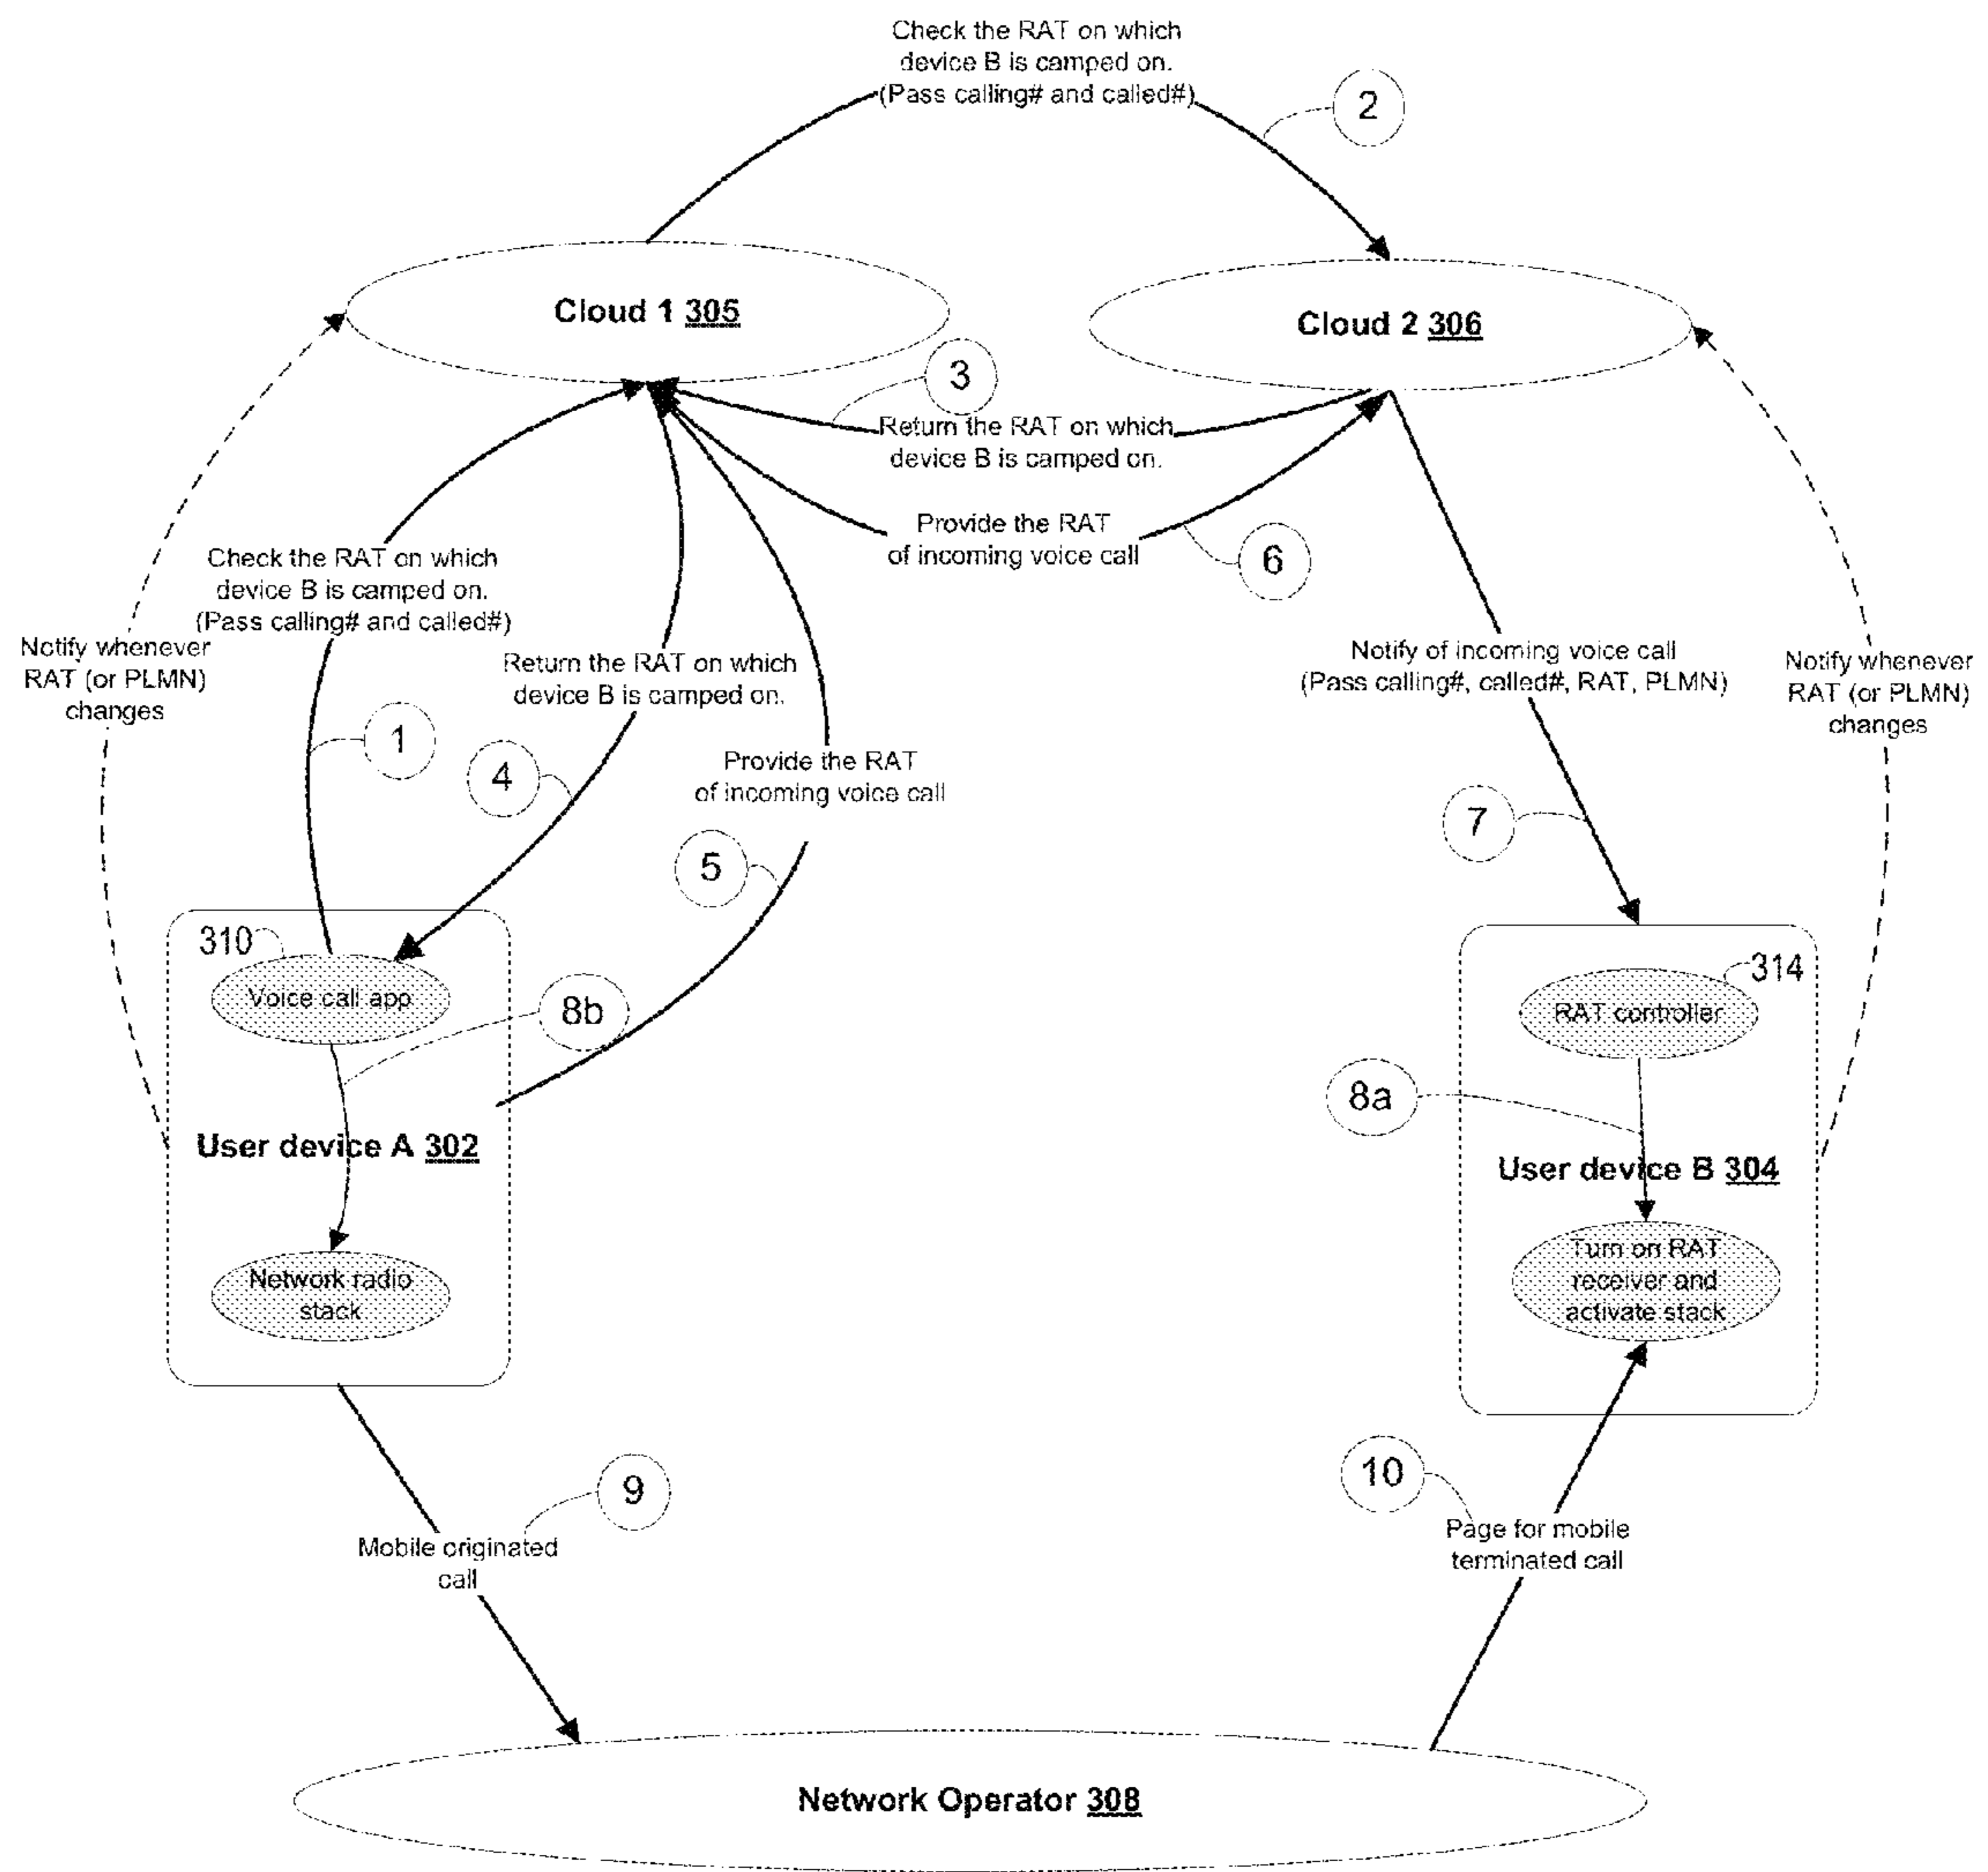 Check the RAT on which
device B is camped on.
(Pass calling# and called#)
2
Cloud 1 305
Cloud 2 306
3
Return the RAT on which
device B is camped on.
Provide the RAT
of incoming voice call
6
Check the RAT on which
device B is camped on.
(Pass calling# and called#)
Notify whenever
RAT (or PLMN)
changes
Return the RAT on which
device B is camped on.
Notify of incoming voice call
(Pass calling#, called#, RAT, PLMN)
Notify whenever
RAT (or PLMN)
changes
1
4
Provide the RAT
of incoming voice call
5
7
310
Voice call app
8b
314
RAT controller
8a
User device A 302
User device B 304
Network radio
stack
Turn on RAT
receiver and
activate stack
9
Mobile originated
call
10
Page for mobile
terminated call
Network Operator 308